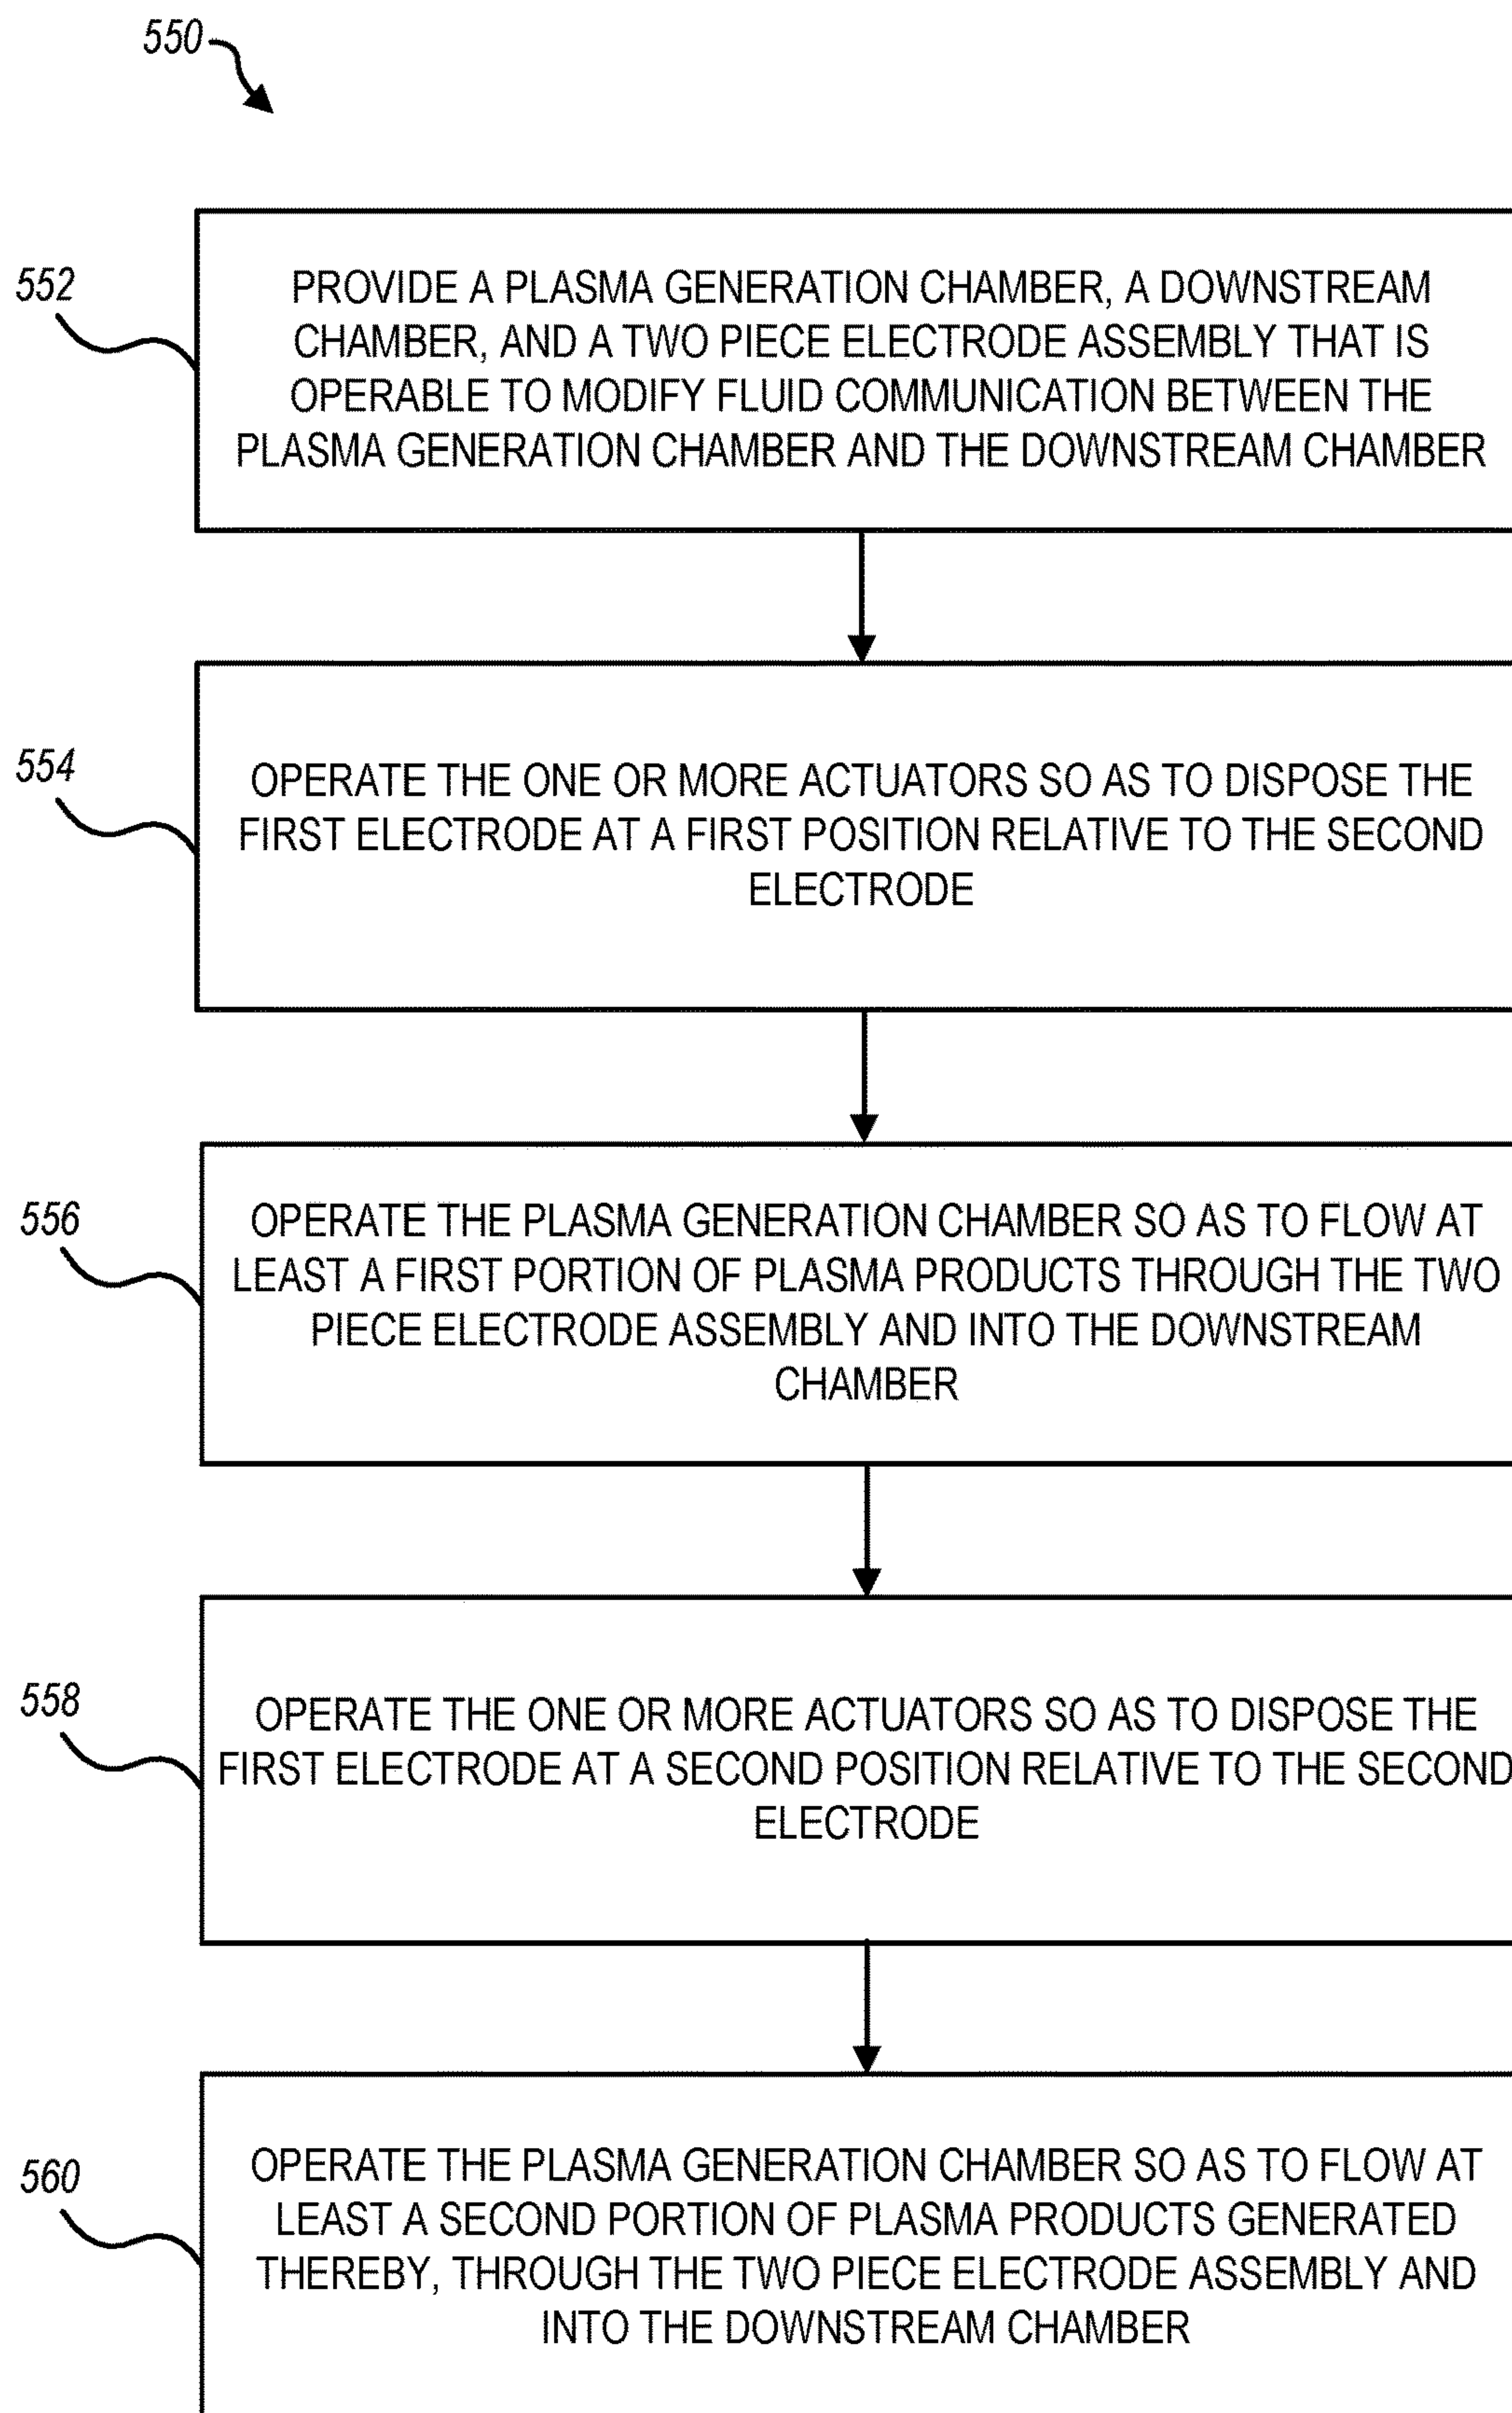 550
552
PROVIDE A PLASMA GENERATION CHAMBER, A DOWNSTREAM
CHAMBER, AND A TWO PIECE ELECTRODE ASSEMBLY THAT IS
OPERABLE TO MODIFY FLUID COMMUNICATION BETWEEN THE
PLASMA GENERATION CHAMBER AND THE DOWNSTREAM CHAMBER
554
OPERATE THE ONE OR MORE ACTUATORS SO AS TO DISPOSE THE
FIRST ELECTRODE AT A FIRST POSITION RELATIVE TO THE SECOND
ELECTRODE
556
OPERATE THE PLASMA GENERATION CHAMBER SO AS TO FLOW AT
LEAST A FIRST PORTION OF PLASMA PRODUCTS THROUGH THE TWO
PIECE ELECTRODE ASSEMBLY AND INTO THE DOWNSTREAM
CHAMBER
558
OPERATE THE ONE OR MORE ACTUATORS SO AS TO DISPOSE THE
FIRST ELECTRODE AT A SECOND POSITION RELATIVE TO THE SECOND
ELECTRODE
560
OPERATE THE PLASMA GENERATION CHAMBER SO AS TO FLOW AT
LEAST A SECOND PORTION OF PLASMA PRODUCTS GENERATED
THEREBY, THROUGH THE TWO PIECE ELECTRODE ASSEMBLY AND
INTO THE DOWNSTREAM CHAMBER